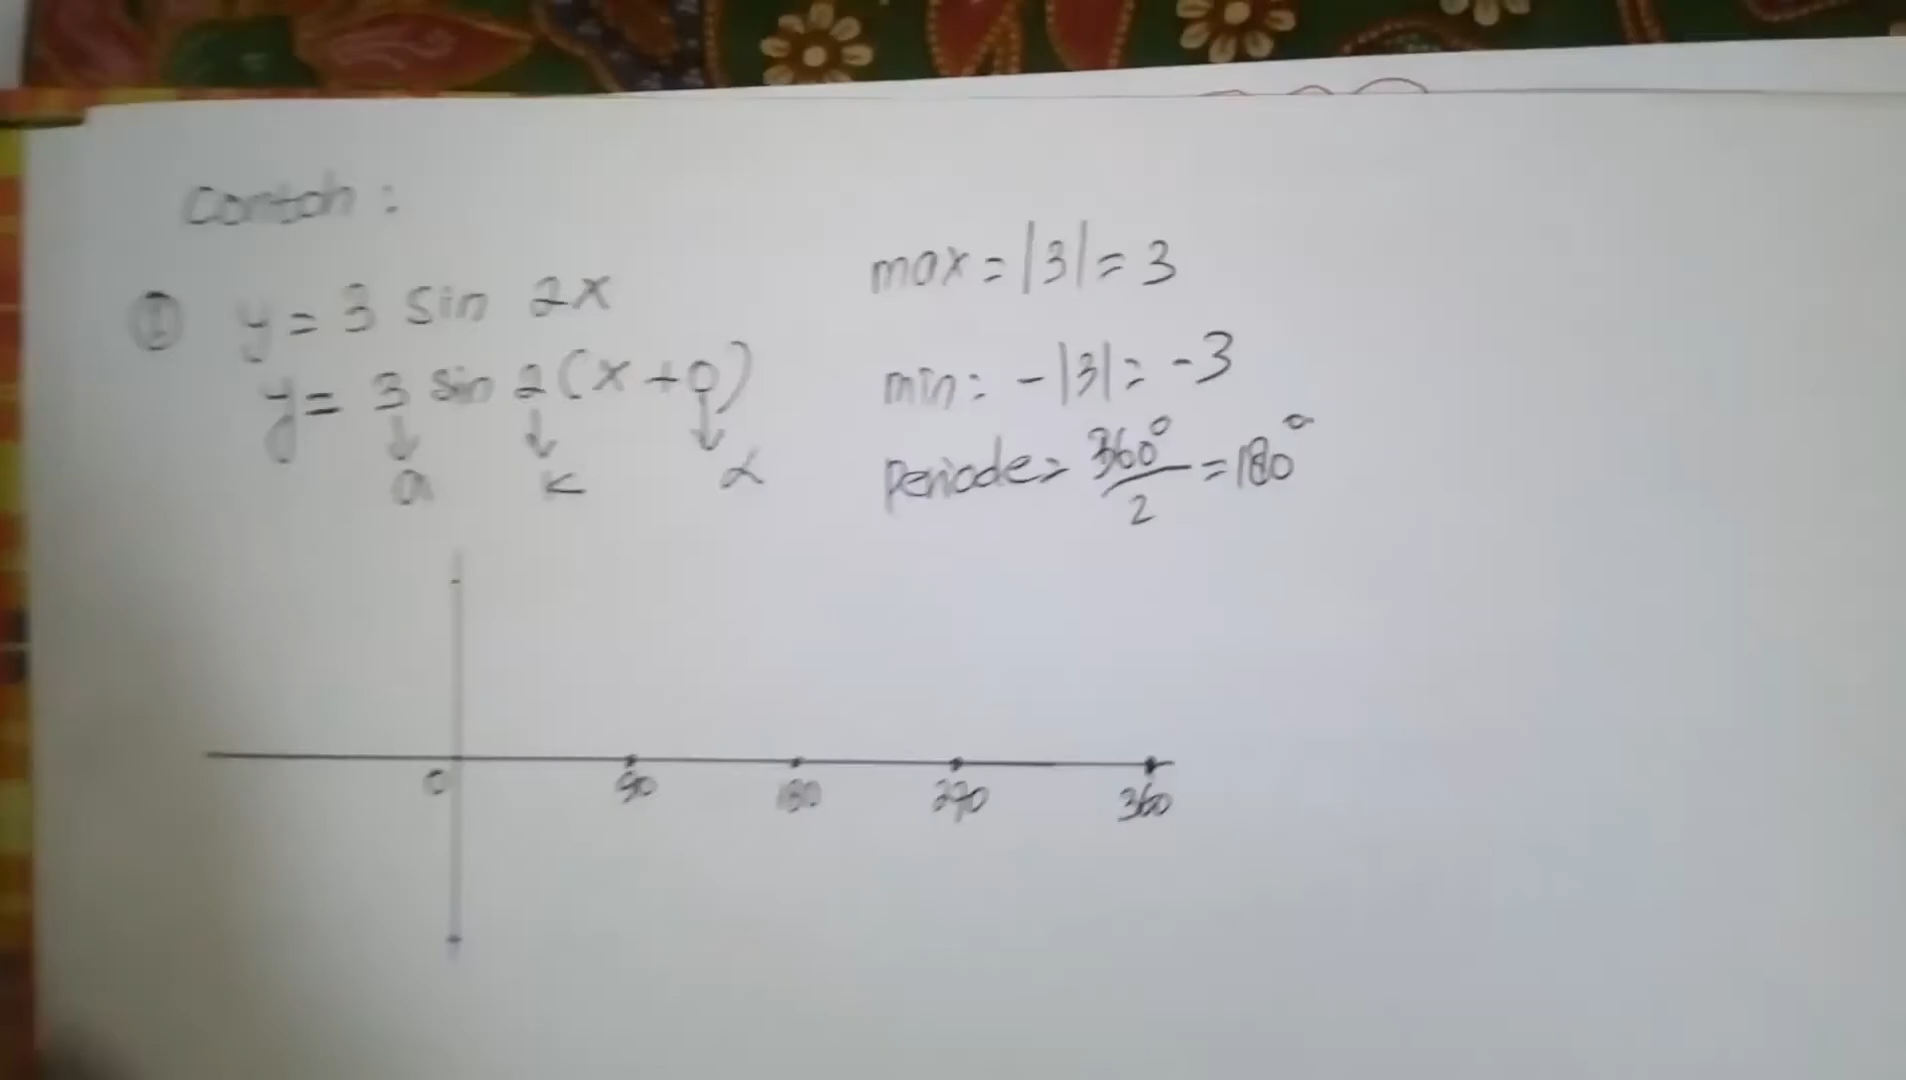 Contoh :
① y = 3 sin 2x
y = 3 sin 2(x + 0)
↓ ↓ ↓
a k α
max = |3| = 3
min = -|3| = -3
Periode = 360°/2 = 180°
0 90 180 270 360